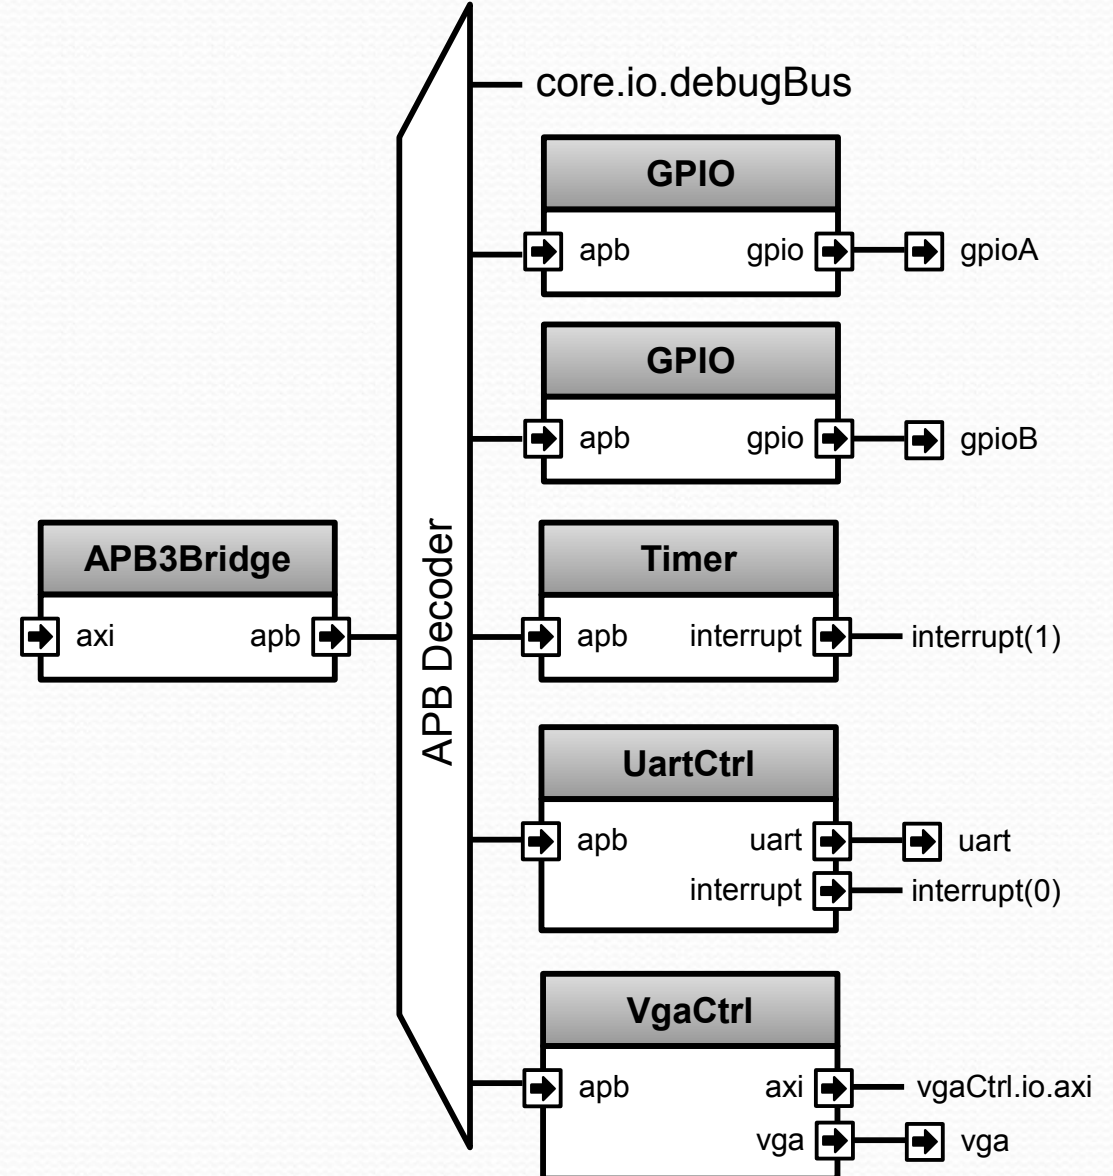 core.io.debugBus
GPIO
apb gpio gpioA
GPIO
apb gpio gpioB
APB3Bridge
axi apb
APB Decoder
Timer
apb interrupt interrupt(1)
UartCtrl
apb uart uart
interrupt interrupt(0)
VgaCtrl
apb axi vgaCtrl.io.axi
vga vga